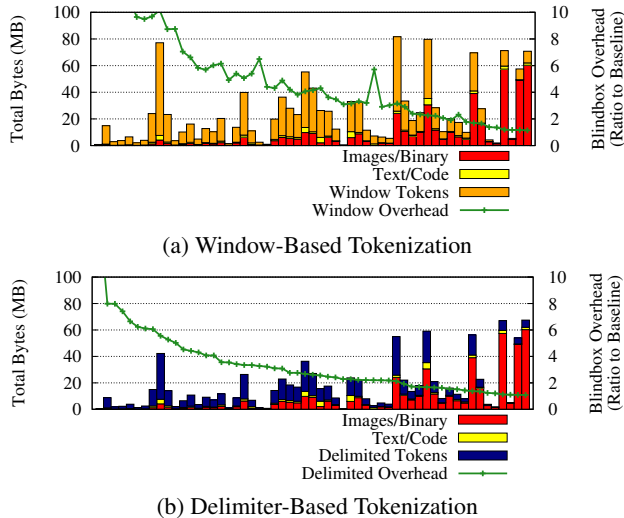 Total Bytes (MB)
100
80
60
40
20
0
10
8
6
4
2
0
Blindbox Overhead
(Ratio to Baseline)
Images/Binary
Text/Code
Window Tokens
Window Overhead
(a) Window-Based Tokenization
Total Bytes (MB)
100
80
60
40
20
0
10
8
6
4
2
0
Blindbox Overhead
(Ratio to Baseline)
Images/Binary
Text/Code
Delimited Tokens
Delimited Overhead
(b) Delimiter-Based Tokenization